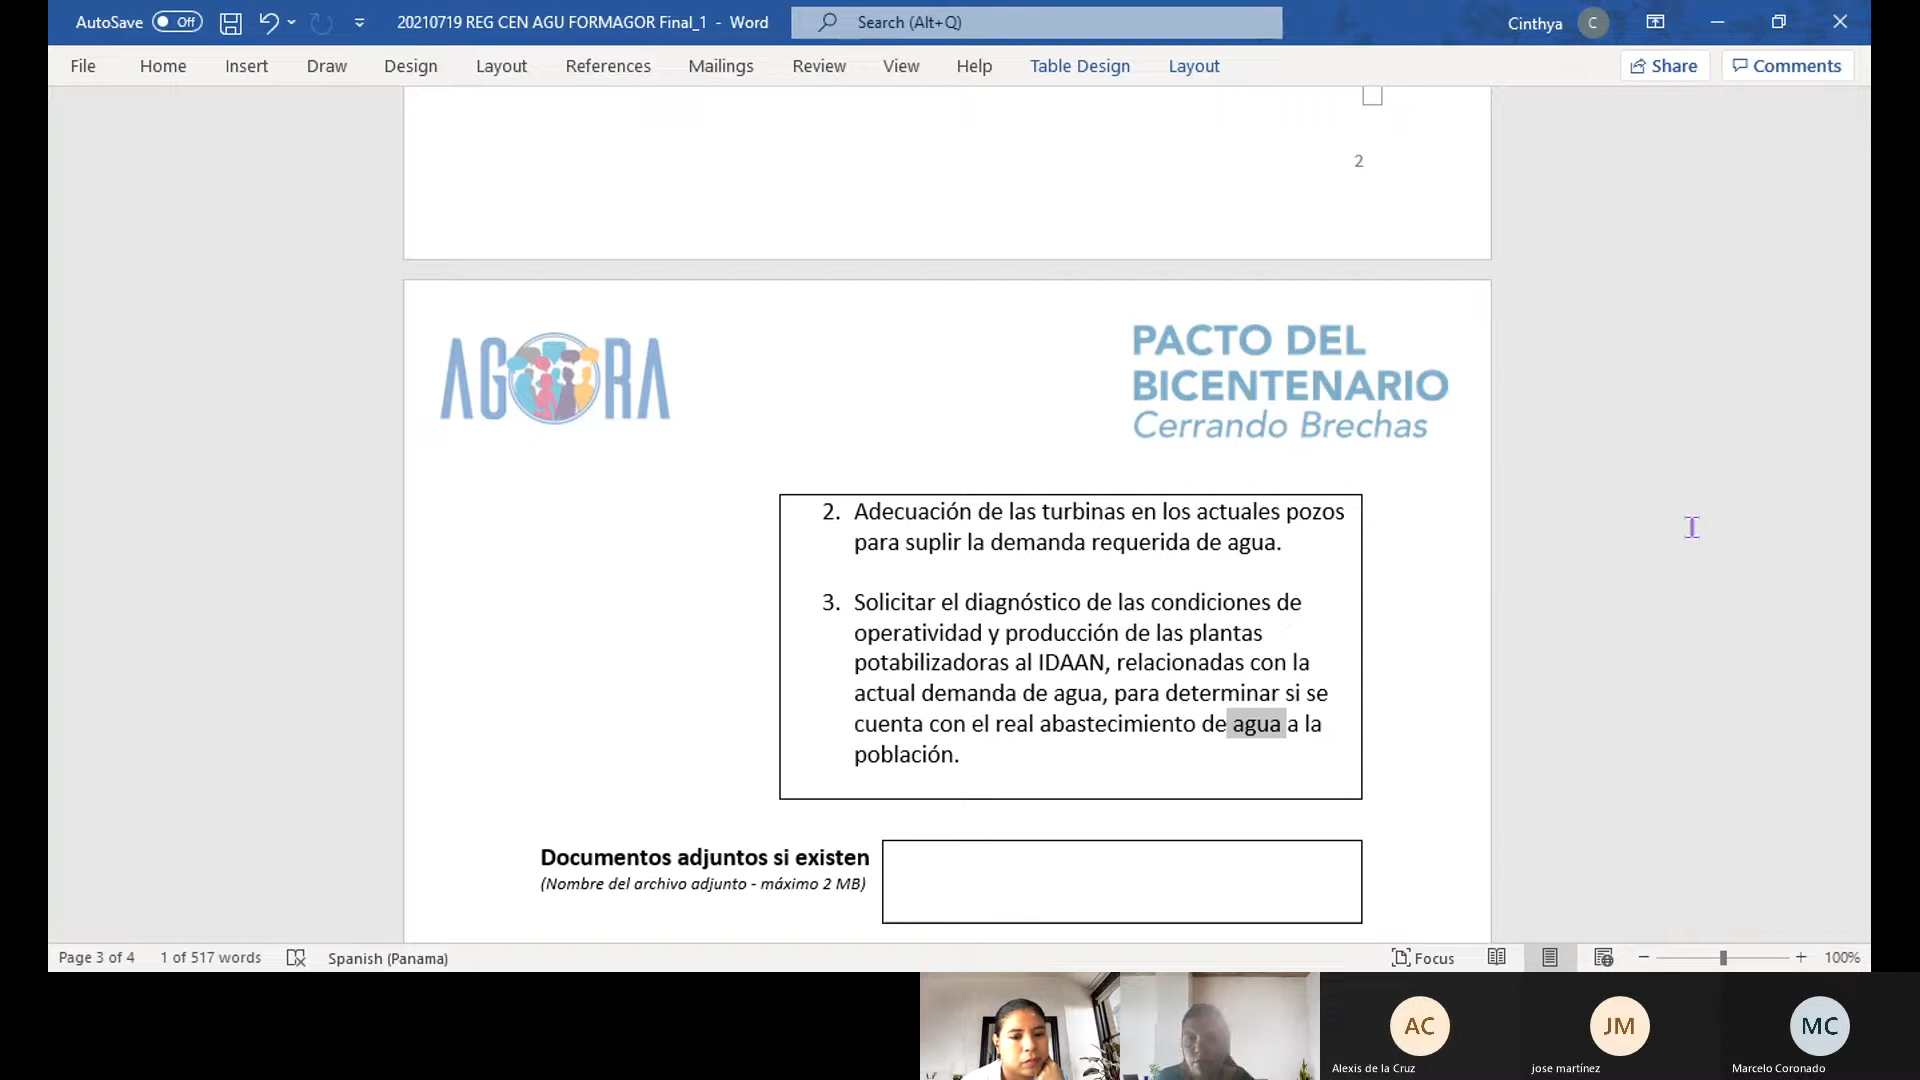 AutoSave Off 20210719 REG CEN AGU FORMAGOR Final_1 - Word Search (Alt+Q) Cinthya C
File Home Insert Draw Design Layout References Mailings Review View Help Table Design Layout Share Comments
2
AGORA
PACTO DEL
BICENTENARIO
Cerrando Brechas
2. Adecuación de las turbinas en los actuales pozos
para suplir la demanda requerida de agua.
3. Solicitar el diagnóstico de las condiciones de
operatividad y producción de las plantas
potabilizadoras al IDAAN, relacionadas con la
actual demanda de agua, para determinar si se
cuenta con el real abastecimiento de agua a la
población.
Documentos adjuntos si existen
(Nombre del archivo adjunto - máximo 2 MB)
Page 3 of 4 1 of 517 words Spanish (Panama) Focus 100%
AC JM MC
Alexis de la Cruz jose martínez Marcelo Coronado